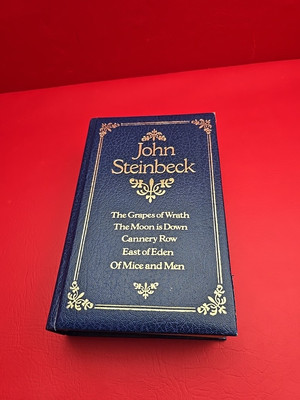 John
Steinbeck
The Grapes of Wrath
The Moon is Down
Cannery Row
East of Eden
Of Mice and Men